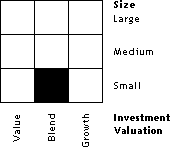 Size
Large
Medium
Small
Value
Blend
Growth
Investment
Valuation